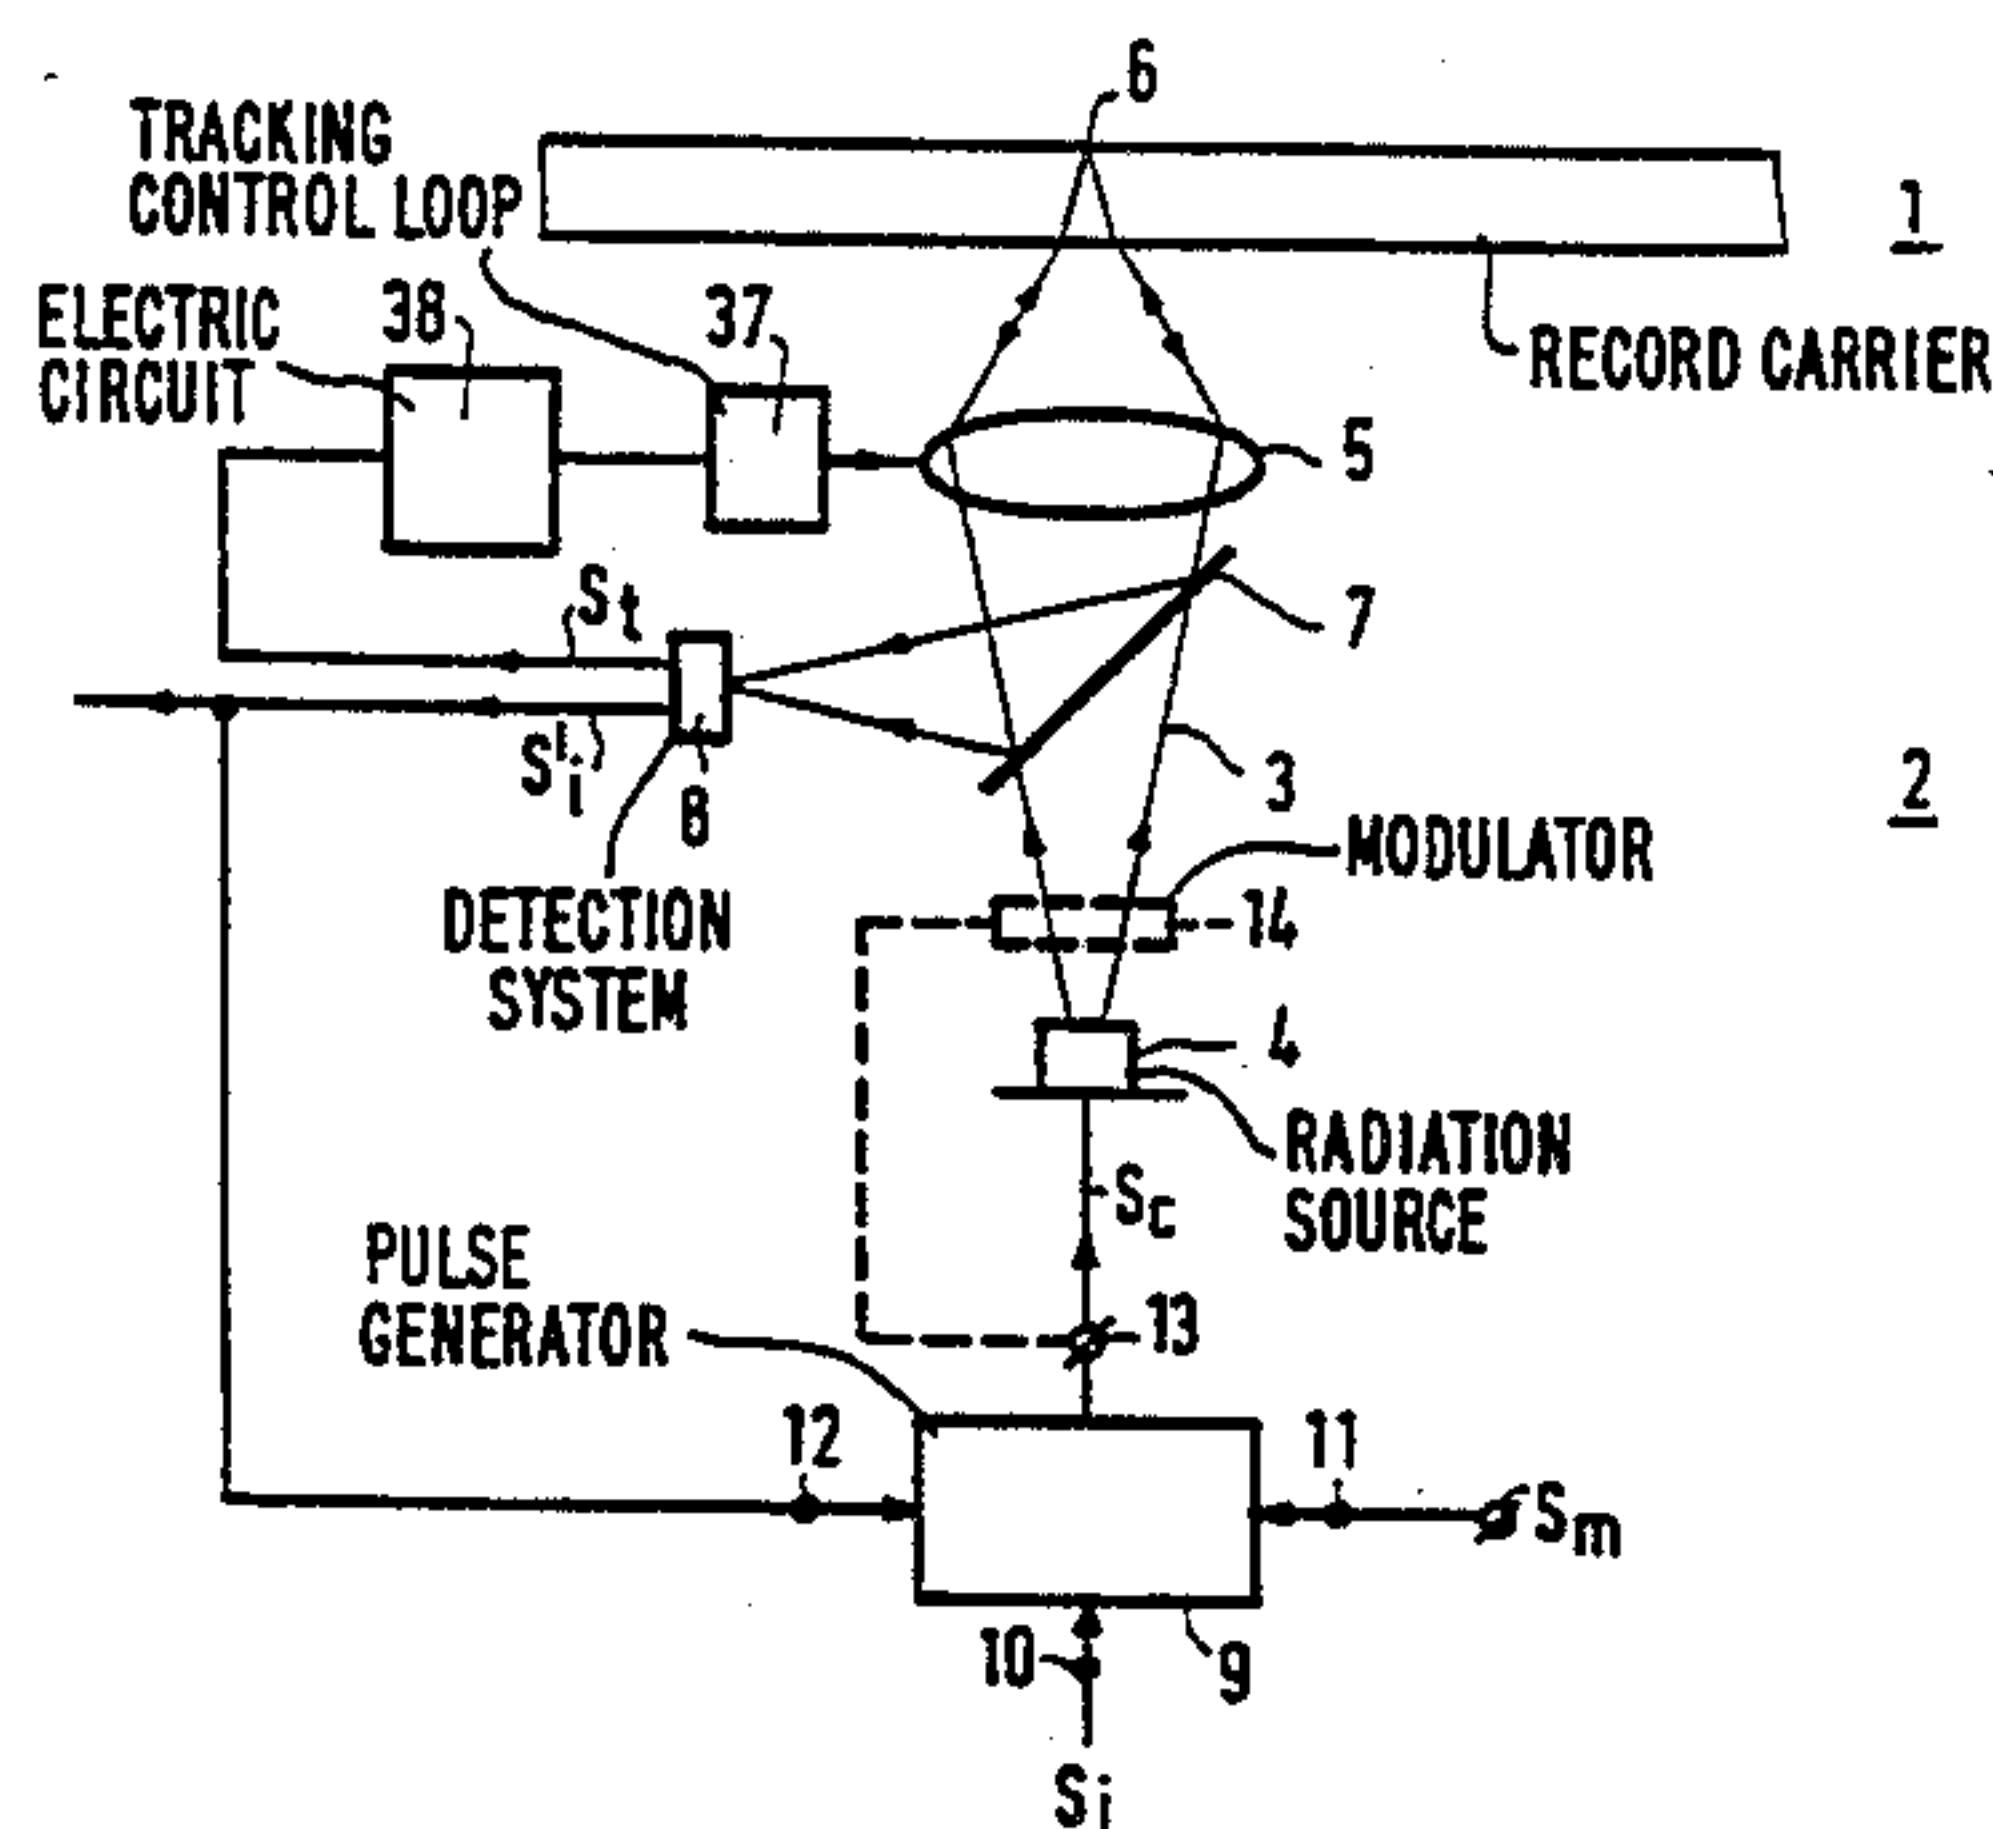 6
TRACKING
CONTROL LOOP
1
ELECTRIC
CIRCUIT
38
37
RECORD CARRIER
5
St
7
S'i
8
3
2
MODULATOR
DETECTION
SYSTEM
14
4
RADIATION
SOURCE
Sc
PULSE
GENERATOR
13
12
11
Sm
10
9
Si